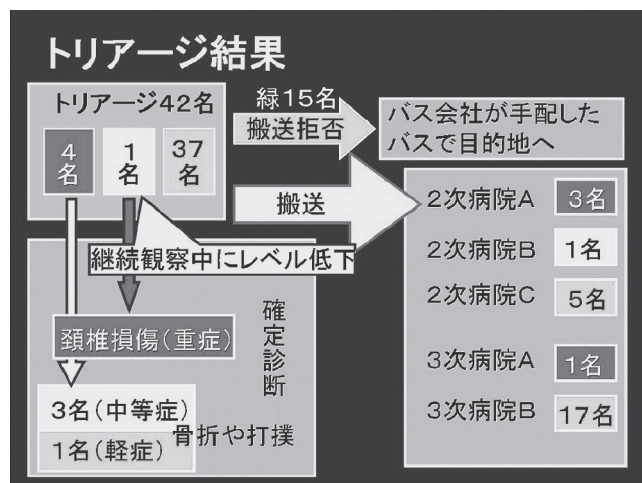 トリアージ結果
トリアージ42名
4名
1名
37名
緑15名
搬送拒否
バス会社が手配した
バスで目的地へ
搬送
2次病院A 3名
2次病院B 1名
2次病院C 5名
3次病院A 1名
3次病院B 17名
継続観察中にレベル低下
頚椎損傷(重症)
確定診断
3名(中等症)
1名(軽症)
骨折や打撲